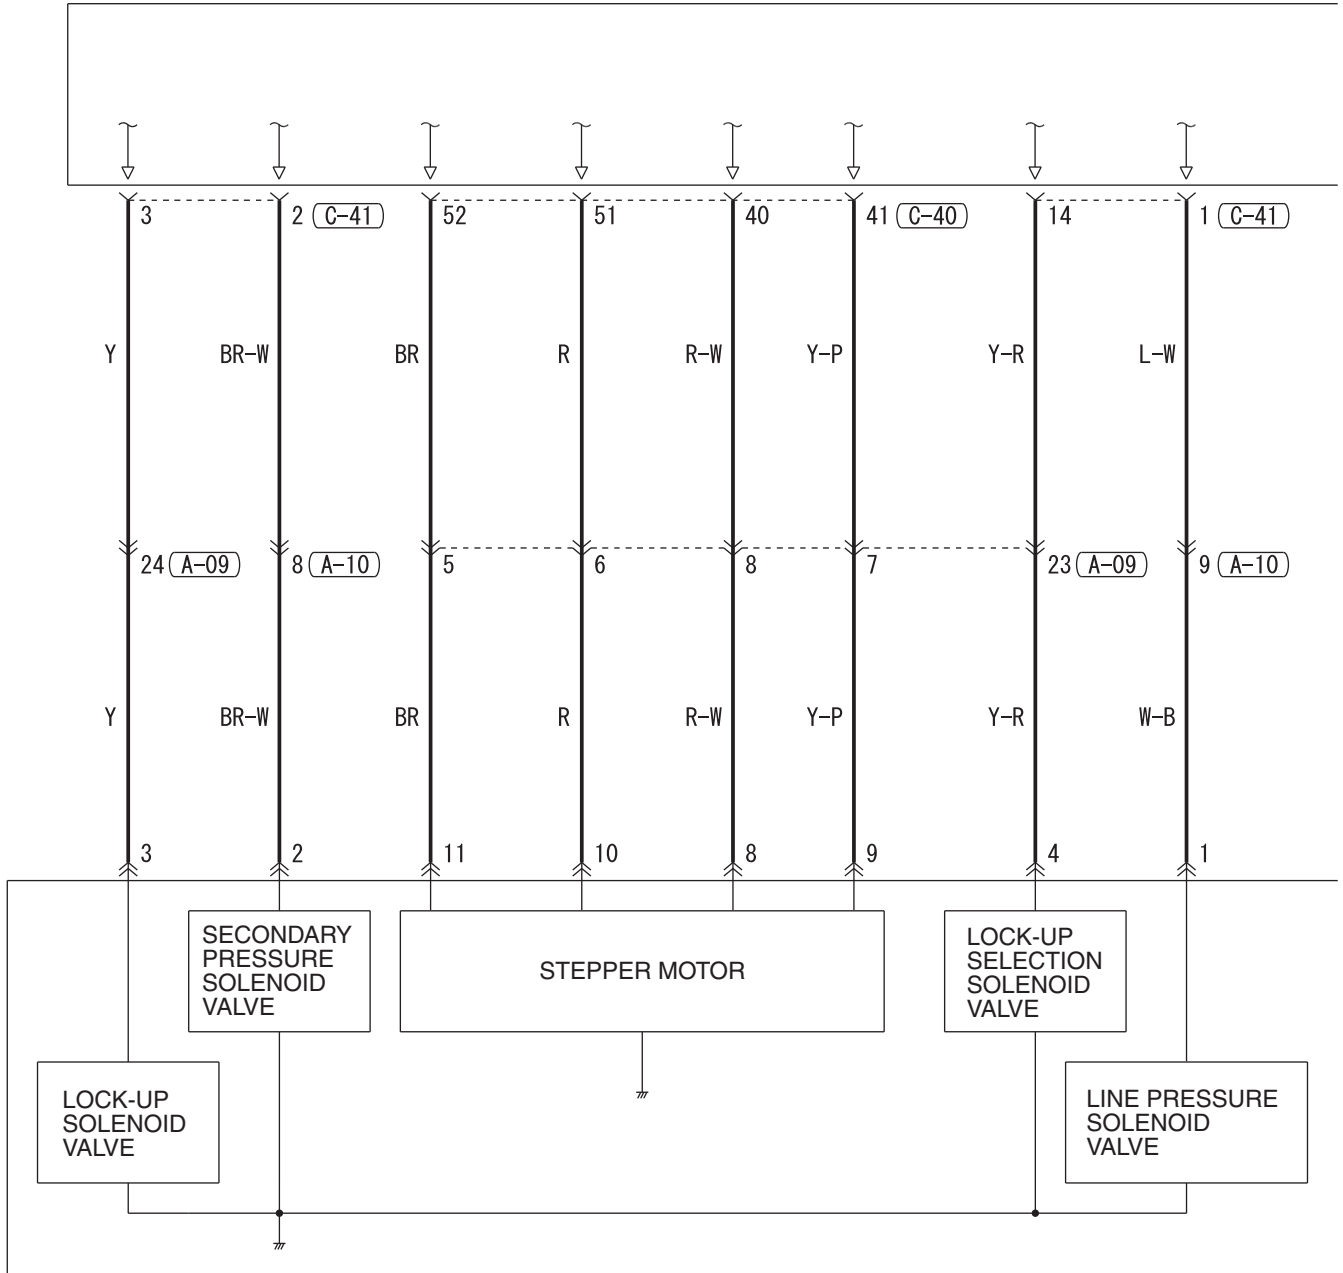 3 2 C-41 52 51 40 41 C-40 14 1 C-41
Y BR-W BR R R-W Y-P Y-R L-W
24 A-09 8 A-10 5 6 8 7 23 A-09 9 A-10
Y BR-W BR R R-W Y-P Y-R W-B
3 2 11 10 8 9 4 1
SECONDARY
PRESSURE
SOLENOID
VALVE
STEPPER MOTOR
LOCK-UP
SELECTION
SOLENOID
VALVE
LOCK-UP
SOLENOID
VALVE
LINE PRESSURE
SOLENOID
VALVE